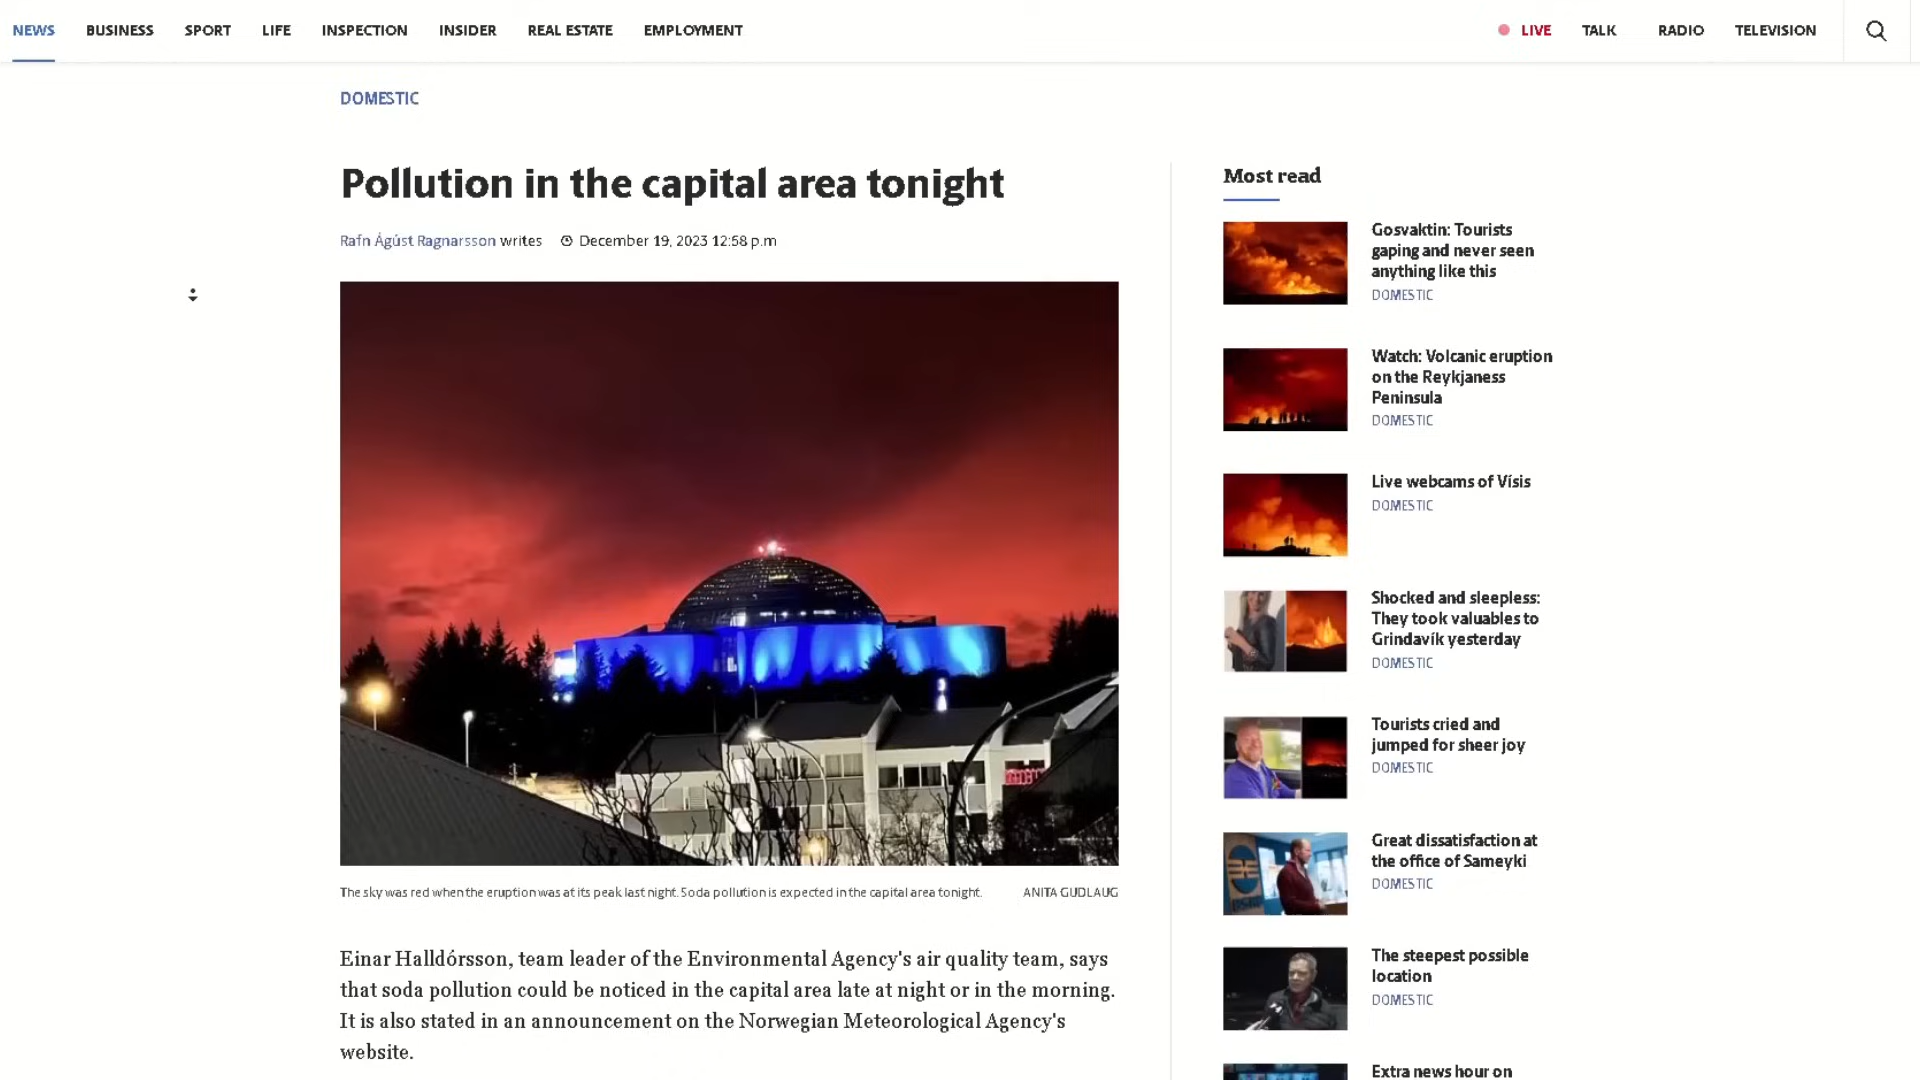 NEWS BUSINESS SPORT LIFE INSPECTION INSIDER REAL ESTATE EMPLOYMENT LIVE TALK RADIO TELEVISION
DOMESTIC
Pollution in the capital area tonight
Rafn Ágúst Ragnarsson writes December 19, 2023 12:58 p.m
The sky was red when the eruption was at its peak last night. Soda pollution is expected in the capital area tonight. ANITA GUDLAUG
Einar Halldórsson, team leader of the Environmental Agency's air quality team, says
that soda pollution could be noticed in the capital area late at night or in the morning.
It is also stated in an announcement on the Norwegian Meteorological Agency's
website.
Most read
Gosvaktin: Tourists
gaping and never seen
anything like this
DOMESTIC
Watch: Volcanic eruption
on the Reykjaness
Peninsula
DOMESTIC
Live webcams of Vísis
DOMESTIC
Shocked and sleepless:
They took valuables to
Grindavík yesterday
DOMESTIC
Tourists cried and
jumped for sheer joy
DOMESTIC
Great dissatisfaction at
the office of Sameyki
DOMESTIC
The steepest possible
location
DOMESTIC
Extra news hour on